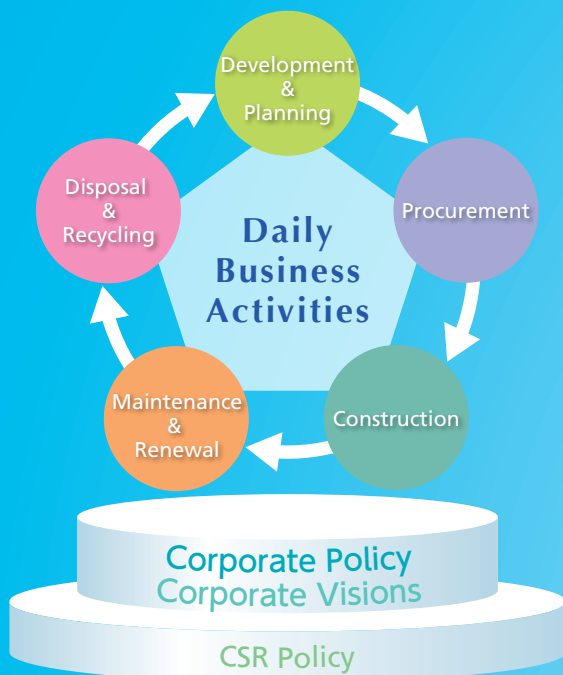 Development
&
Planning
Disposal
&
Recycling
Procurement
Daily
Business
Activities
Maintenance
&
Renewal
Construction
Corporate Policy
Corporate Visions
CSR Policy